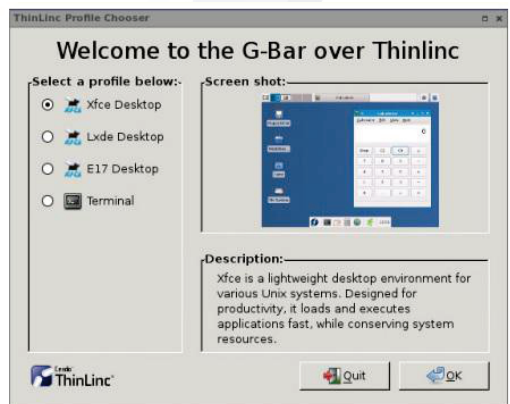 ThinLinc Profile Chooser
Welcome to the G-Bar over Thinlinc
Select a profile below:
Xfce Desktop
Lxde Desktop
E17 Desktop
Terminal
Screen shot:
Description:
Xfce is a lightweight desktop environment for
various Unix systems. Designed for
productivity, it loads and executes
applications fast, while conserving system
resources.
Cendio
ThinLinc
Quit
OK